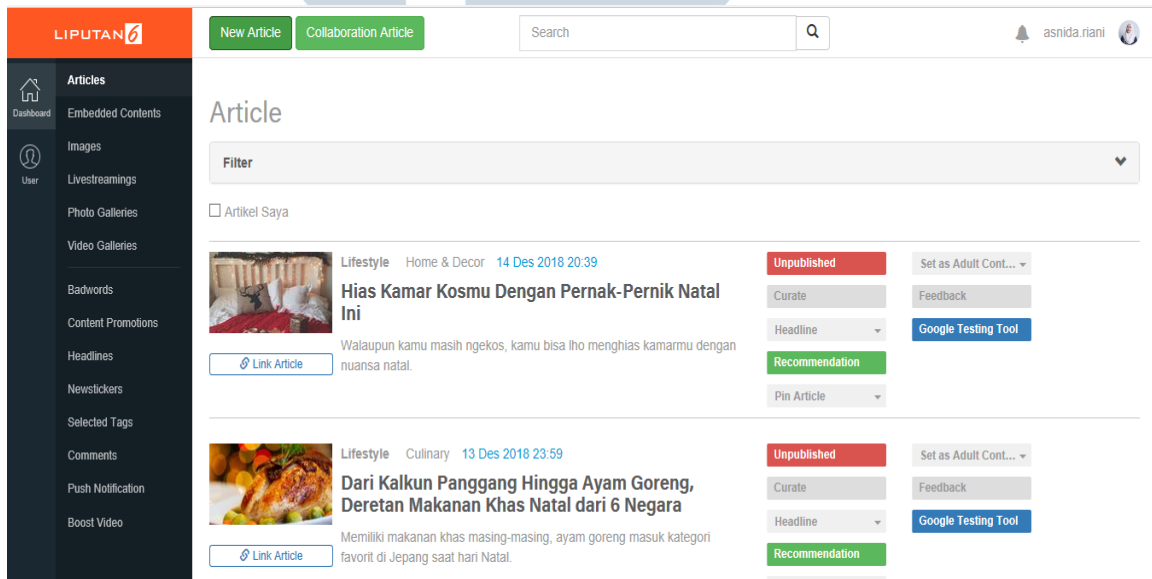 LIPUTAN6
New Article
Collaboration Article
Search
asnida.riani
Dashboard
User
Articles
Embedded Contents
Images
Livestreamings
Photo Galleries
Video Galleries
Badwords
Content Promotions
Headlines
Newstickers
Selected Tags
Comments
Push Notification
Boost Video
Article
Filter
Artikel Saya
Lifestyle Home & Decor 14 Des 2018 20:39
Hias Kamar Kosmu Dengan Pernak-Pernik Natal
Ini
Walaupun kamu masih ngekos, kamu bisa lho menghias kamarmu dengan
nuansa natal.
Link Article
Unpublished
Curate
Headline
Recommendation
Pin Article
Set as Adult Cont...
Feedback
Google Testing Tool
Lifestyle Culinary 13 Des 2018 23:59
Dari Kalkun Panggang Hingga Ayam Goreng,
Deretan Makanan Khas Natal dari 6 Negara
Memiliki makanan khas masing-masing, ayam goreng masuk kategori
favorit di Jepang saat hari Natal.
Link Article
Unpublished
Curate
Headline
Recommendation
Set as Adult Cont...
Feedback
Google Testing Tool